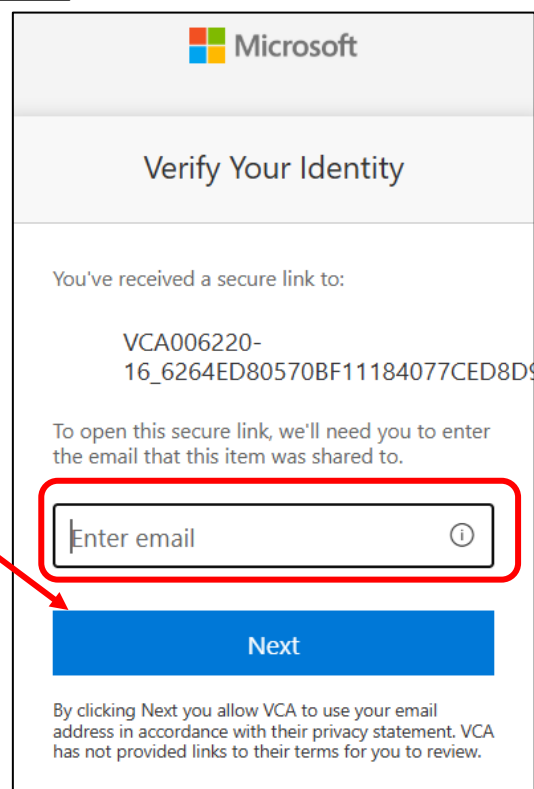 Microsoft
Verify Your Identity
You've received a secure link to:
VCA006220-
16_6264ED80570BF11184077CED8D9
To open this secure link, we'll need you to enter
the email that this item was shared to.
Enter email
Next
By clicking Next you allow VCA to use your email
address in accordance with their privacy statement. VCA
has not provided links to their terms for you to review.